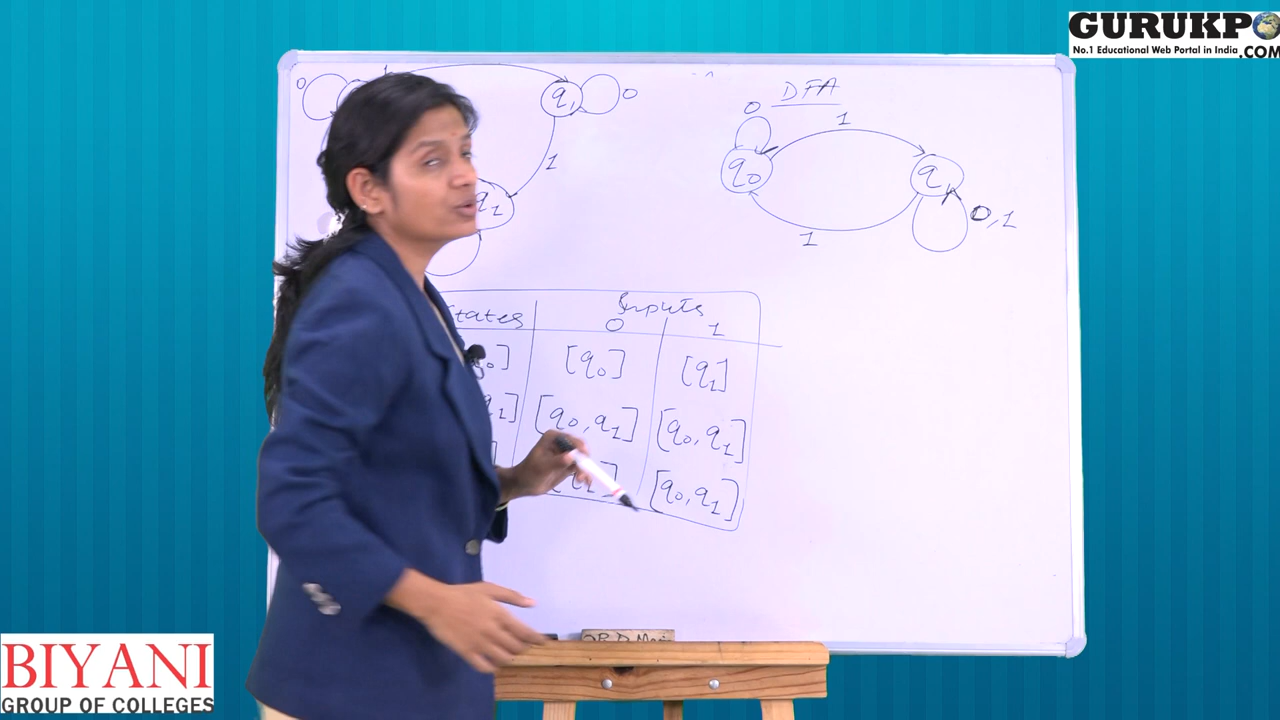 GURUKPO
No.1 Educational Web Portal in India .COM
DFA
0
1
q1
0
0
1
q0
q1
1
q2
0,1
1
States
Inputs
0
1
[q0]
[q1]
[q0,q1]
[q0,q1]
[q0,q1]
BIYANI
GROUP OF COLLEGES